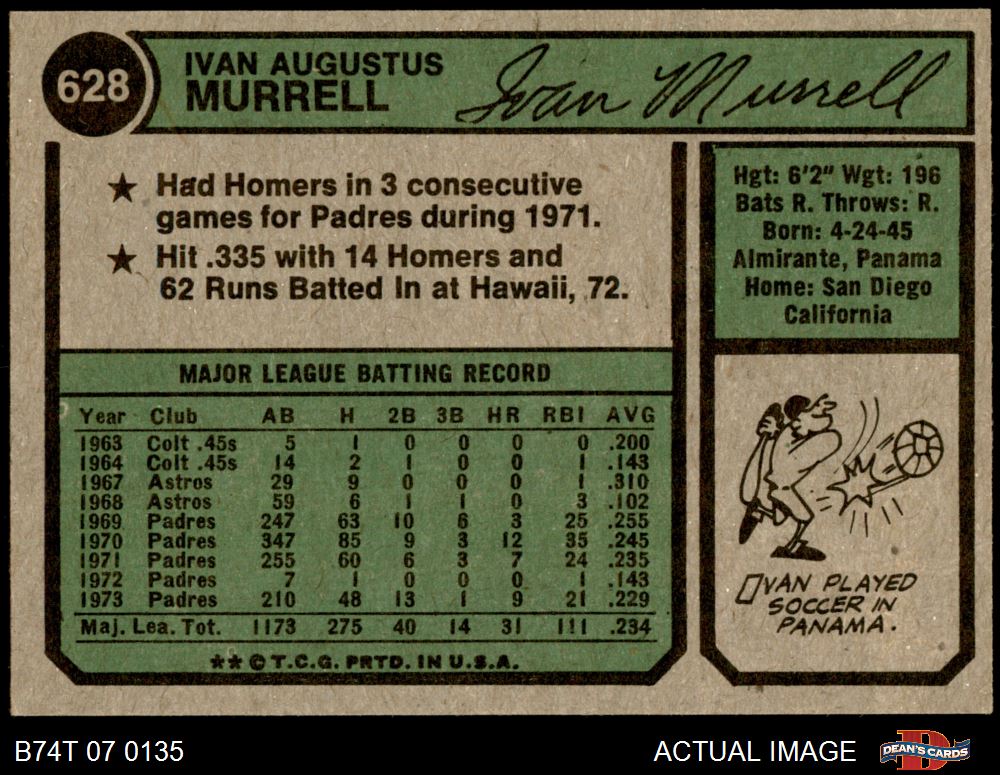 628
IVAN AUGUSTUS
MURRELL
Ivan Murrell
★ Had Homers in 3 consecutive
games for Padres during 1971.
★ Hit .335 with 14 Homers and
62 Runs Batted In at Hawaii, 72.
Hgt: 6'2" Wgt: 196
Bats R. Throws: R.
Born: 4-24-45
Almirante, Panama
Home: San Diego
California
MAJOR LEAGUE BATTING RECORD
Year Club AB H 2B 3B HR RBI AVG
1963 Colt .45s 5 1 0 0 0 0 .200
1964 Colt .45s 14 2 1 0 0 1 .143
1967 Astros 29 9 0 0 0 1 .310
1968 Astros 59 6 1 1 0 3 .102
1969 Padres 247 63 10 6 3 25 .255
1970 Padres 347 85 9 3 12 35 .245
1971 Padres 255 60 6 3 7 24 .235
1972 Padres 7 1 0 0 0 1 .143
1973 Padres 210 48 13 1 9 21 .229
Maj. Lea. Tot. 1173 275 40 14 31 111 .234
★★ © T.C.G. PRTD. IN U.S.A.
IVAN PLAYED
SOCCER IN
PANAMA.
B74T 07 0135
ACTUAL IMAGE
DEAN'S CARDS